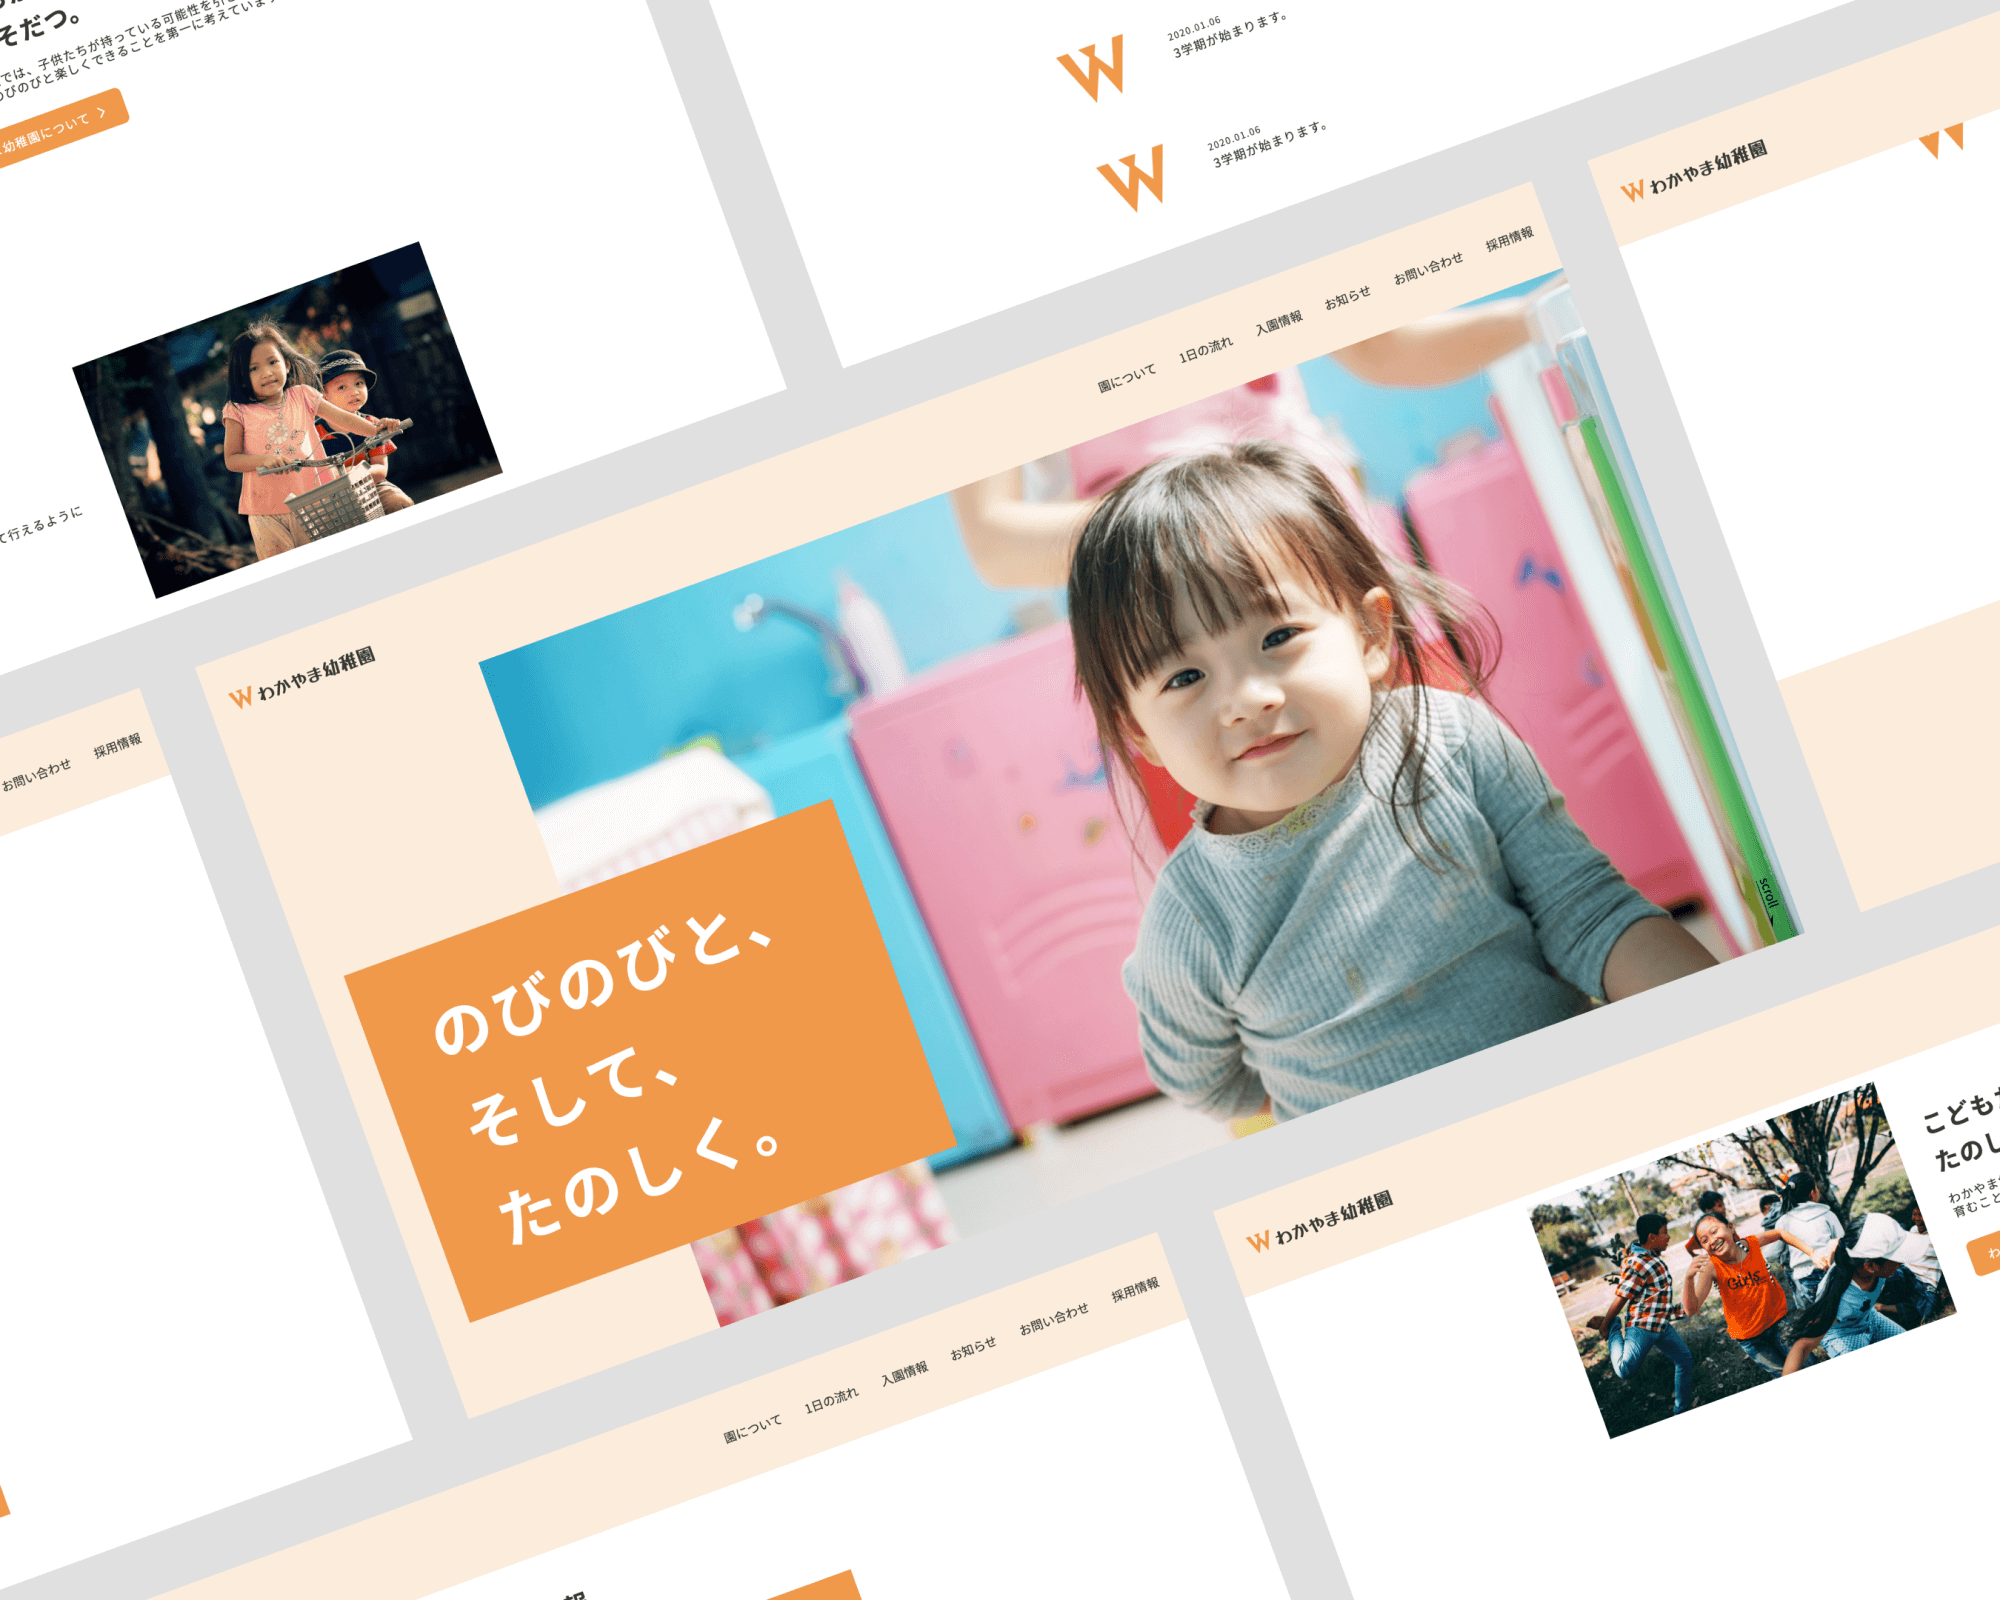 そだつ。
では、子供たちが持っている可能性を引き
のびのびと楽しくできることを第一に考えています
幼稚園について
2020.01.06
3学期が始まります。
2020.01.06
3学期が始まります。
W わかやま幼稚園
て行えるように
お問い合わせ
採用情報
W わかやま幼稚園
園について
1日の流れ
入園情報
お知らせ
お問い合わせ
採用情報
のびのびと、
そして、
たのしく。
scroll
園について
1日の流れ
入園情報
お知らせ
お問い合わせ
採用情報
W わかやま幼稚園
Girls
こども
たのし
わかやま
育むこと
わ
報